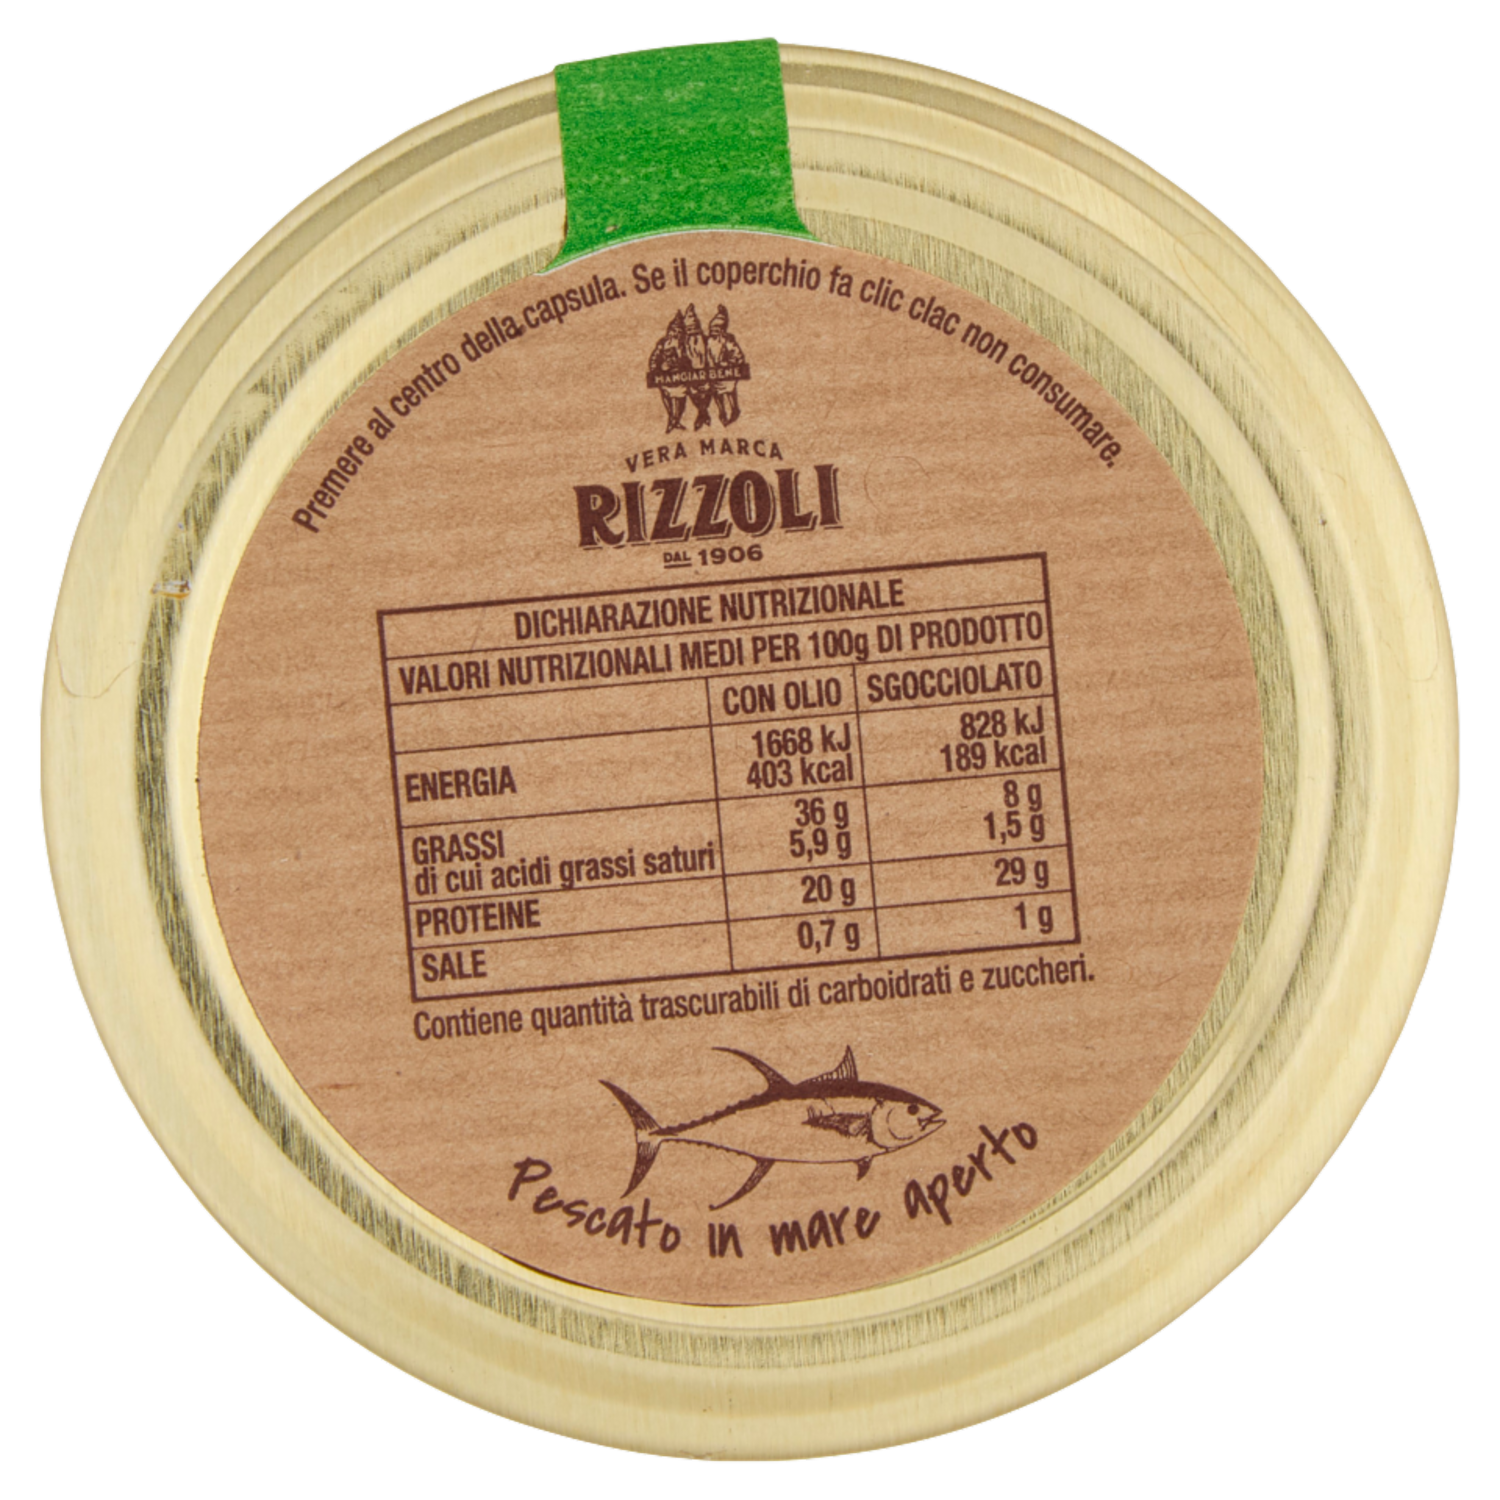 Premere al centro della capsula. Se il coperchio fa clic clac non consumare.
MANGIAR BENE
VERA MARCA
RIZZOLI
DAL 1906
DICHIARAZIONE NUTRIZIONALE
VALORI NUTRIZIONALI MEDI PER 100g DI PRODOTTO
CON OLIO SGOCCIOLATO
ENERGIA 1668 kJ 828 kJ
403 kcal 189 kcal
GRASSI 36 g 8 g
di cui acidi grassi saturi 5,9 g 1,5 g
PROTEINE 20 g 29 g
SALE 0,7 g 1 g
Contiene quantità trascurabili di carboidrati e zuccheri.
Pescato in mare aperto